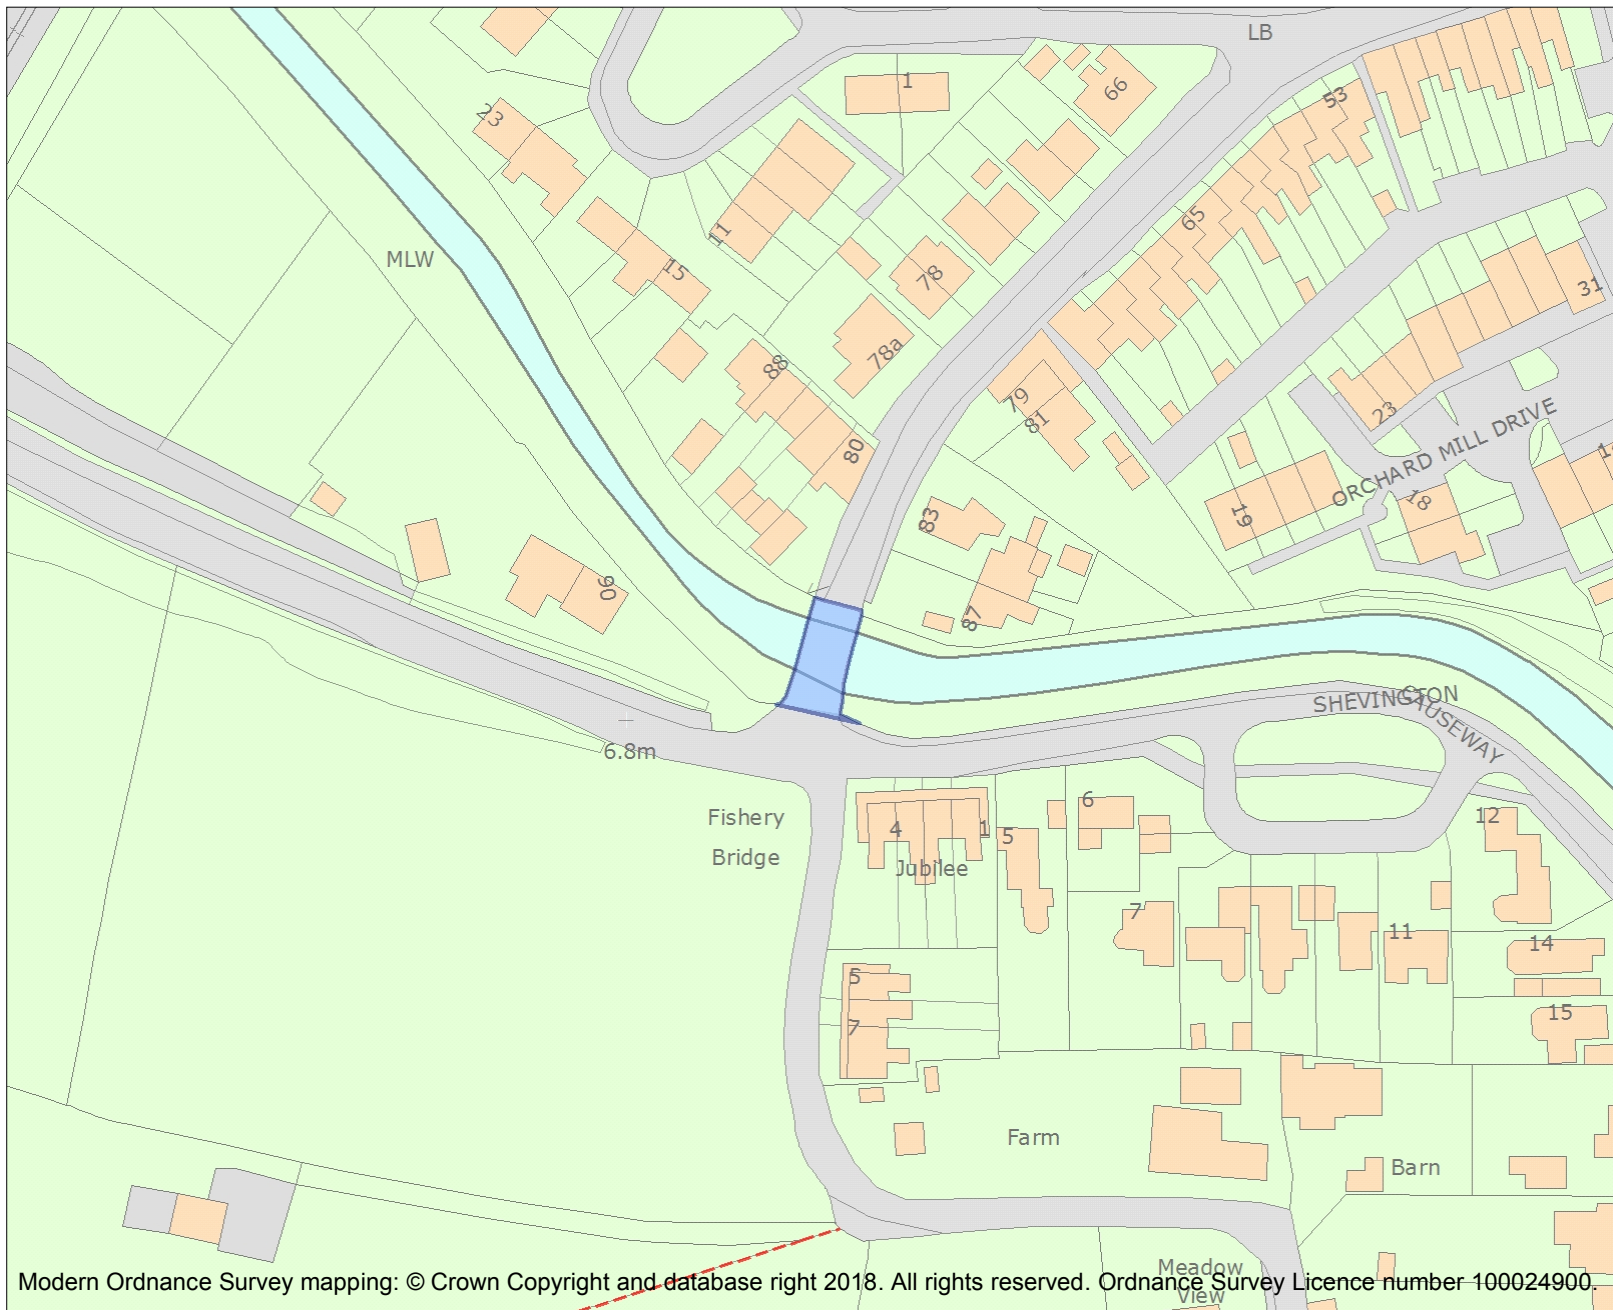 LB
1
66
53
23
MLW
11
15
78
65
31
78a
88
79
81
23
80
ORCHARD MILL DRIVE
83
19
18
90
87
SHEVINGTON
CAUSEWAY
6.8m
Fishery
Bridge
4
1
5
6
12
Jubilee
7
11
14
5
7
15
Farm
Barn
Meadow
View
Modern Ordnance Survey mapping: © Crown Copyright and database right 2018. All rights reserved. Ordnance Survey Licence number 100024900.